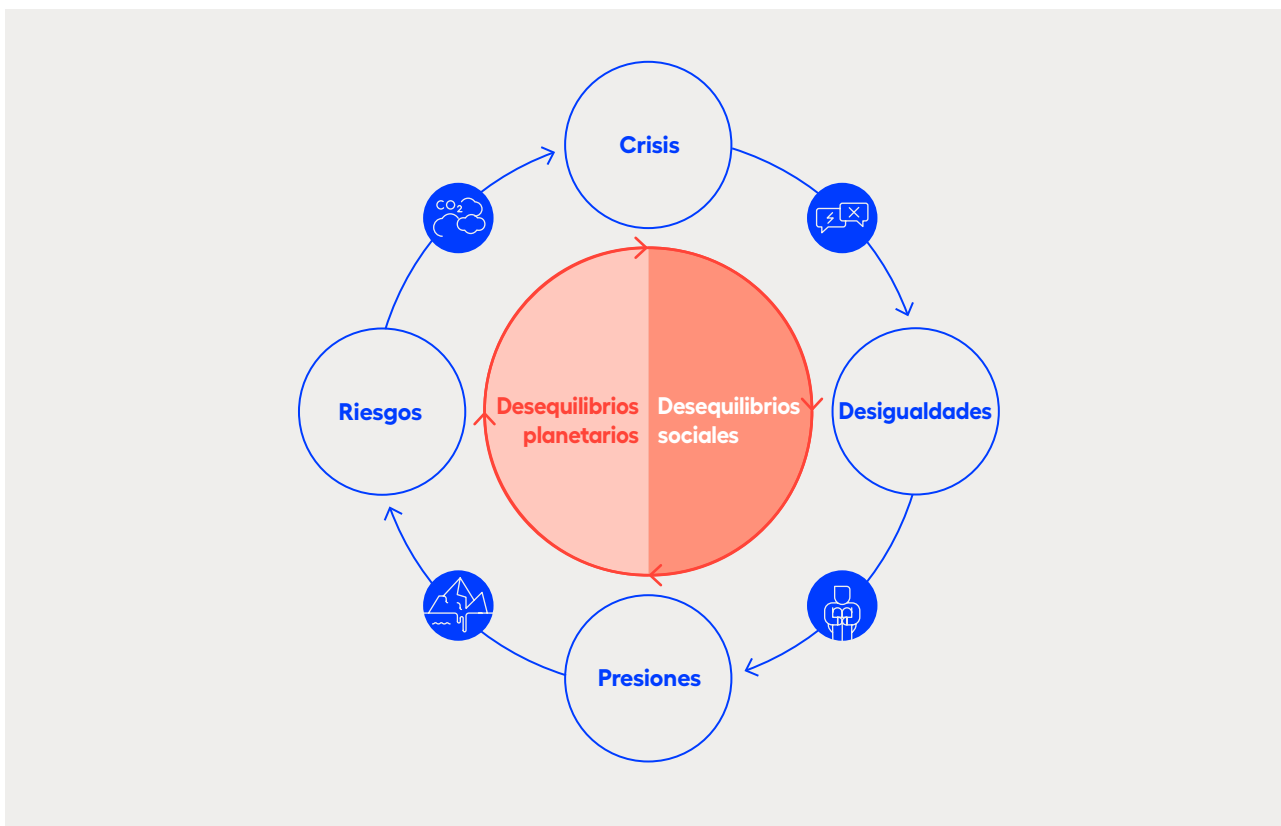 Crisis
CO2
Riesgos
Desequilibrios
planetarios
Desequilibrios
sociales
Desigualdades
Presiones